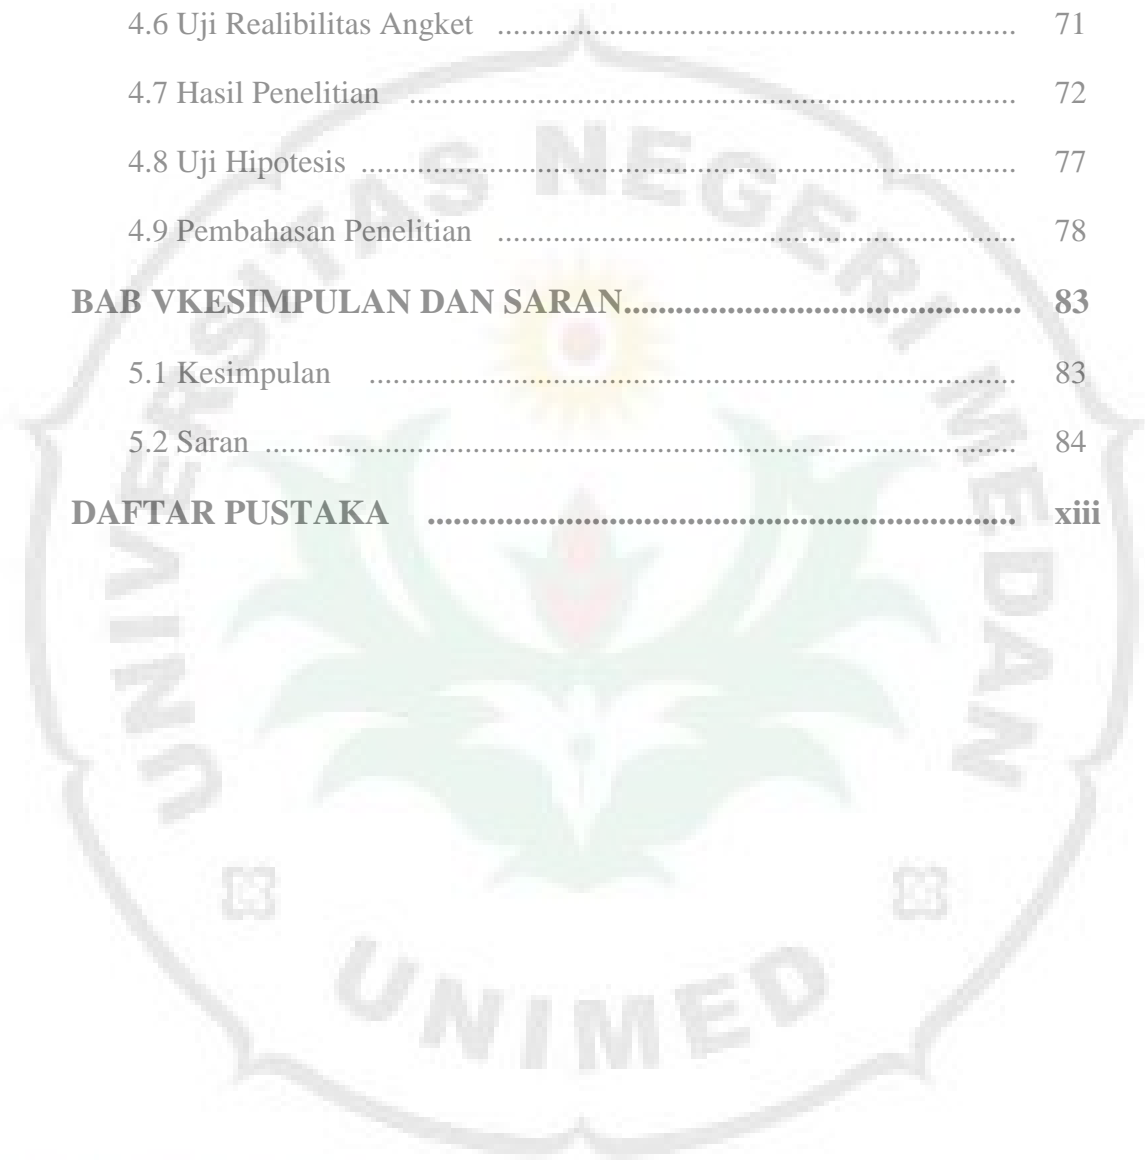 4.6 Uji Realibilitas Angket ................................................................. 71
4.7 Hasil Penelitian ............................................................................ 72
4.8 Uji Hipotesis .................................................................................. 77
4.9 Pembahasan Penelitian ................................................................. 78
BAB VKESIMPULAN DAN SARAN............................................. 83
5.1 Kesimpulan ................................................................................. 83
5.2 Saran .............................................................................................. 84
DAFTAR PUSTAKA .................................................................. xiii
UNIVERSITAS NEGERI MEDAN
UNIMED